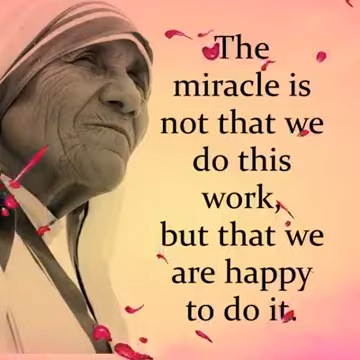 The
miracle is
not that we
do this
work,
but that we
are happy
to do it.